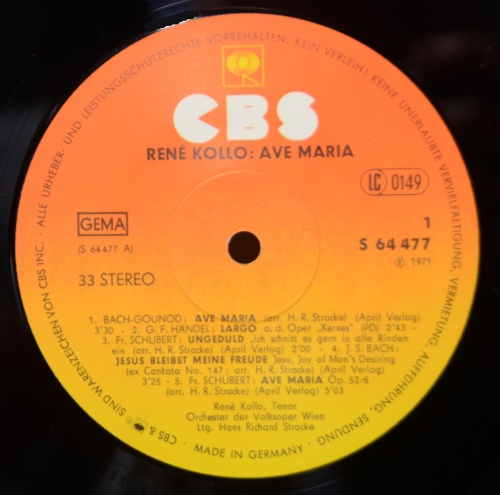 CBS
RENÉ KOLLO: AVE MARIA
LC 0149
GEMA
(S 64 477 A)
33 STEREO
1
S 64 477
Ⓟ 1971
1. BACH-GOUNOD: AVE MARIA (arr. H. R. Stracke) (April Verlag)
3'30 - 2. G. F. HÄNDEL: LARGO a. d. Oper „Xerxes" (PD) 2'43 -
3. Fr. SCHUBERT: UNGEDULD „Ich schnitt es gern in alle Rinden
ein (arr. H. R. Stracke) (April Verlag) 2'00 - 4. J. S. BACH:
JESUS BLEIBET MEINE FREUDE Jesu, Joy of Man's Desiring
(ex Cantata No. 147; arr. H. R. Stracke) (April Verlag)
3'25 - 5. Fr. SCHUBERT: AVE MARIA Op. 52/6
(arr. H. R. Stracke) (April Verlag) 5'03
René Kollo, Tenor
Orchester der Volksoper Wien
Ltg. Hans Richard Stracke
CBS & SIND WARENZEICHEN VON CBS INC. · ALLE URHEBER- UND LEISTUNGSSCHUTZRECHTE VORBEHALTEN. KEIN VERLEIH! KEINE UNERLAUBTE VERVIELFÄLTIGUNG, VERMIETUNG, AUFFÜHRUNG, SENDUNG.
· MADE IN GERMANY ·